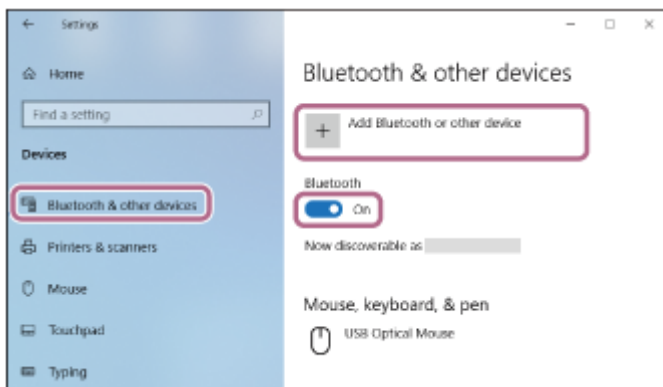 Settings
Home
Find a setting
Devices
Bluetooth & other devices
Printers & scanners
Mouse
Touchpad
Typing
Bluetooth & other devices
Add Bluetooth or other device
Bluetooth
On
Now discoverable as
Mouse, keyboard, & pen
USB Optical Mouse